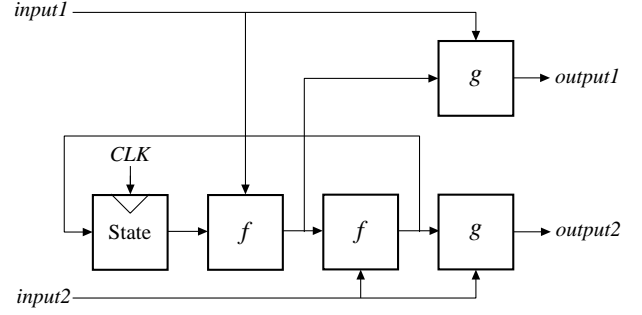 input1
g
output1
CLK
State
f
f
g
output2
input2